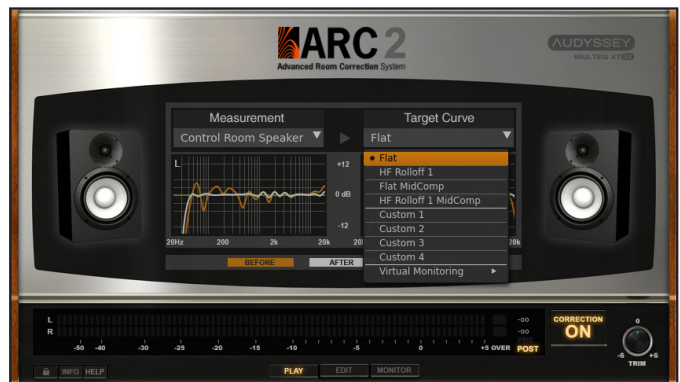 ARC 2
Advanced Room Correction System
AUDYSSEY
MULTEQ XT32
Measurement
Target Curve
Control Room Speaker
Flat
L
+12
0 dB
-12
20Hz 200 2k 20k 20 20k
• Flat
HF Rolloff 1
Flat MidComp
HF Rolloff 1 MidComp
Custom 1
Custom 2
Custom 3
Custom 4
Virtual Monitoring
BEFORE AFTER
L -oo
R -oo
PRE
-50 -40 -30 -25 -20 -15 -10 -5 0 +5 OVER POST
CORRECTION
ON
0
-6 +6
TRIM
INFO HELP
PLAY EDIT MONITOR